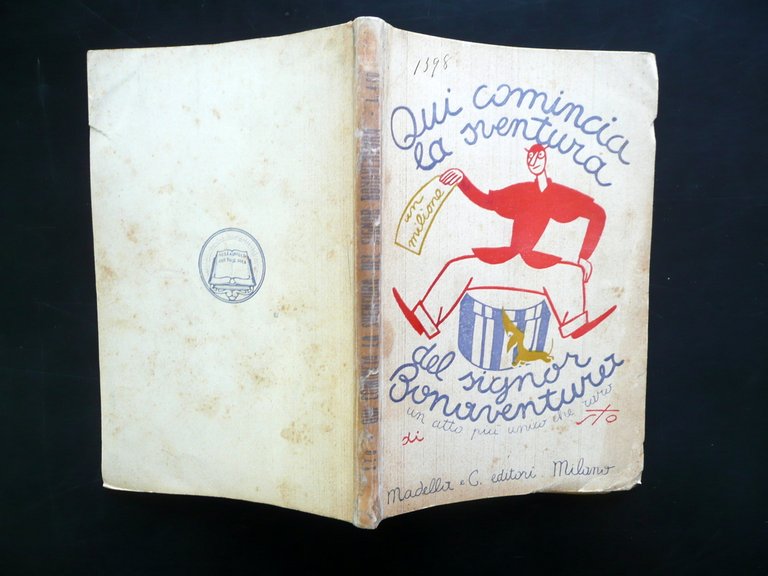 1398
Qui comincia
la sventura
un
milione
del signor
Bonaventura
un atto più unico che raro
di sto
Madella e C. editori. Milano